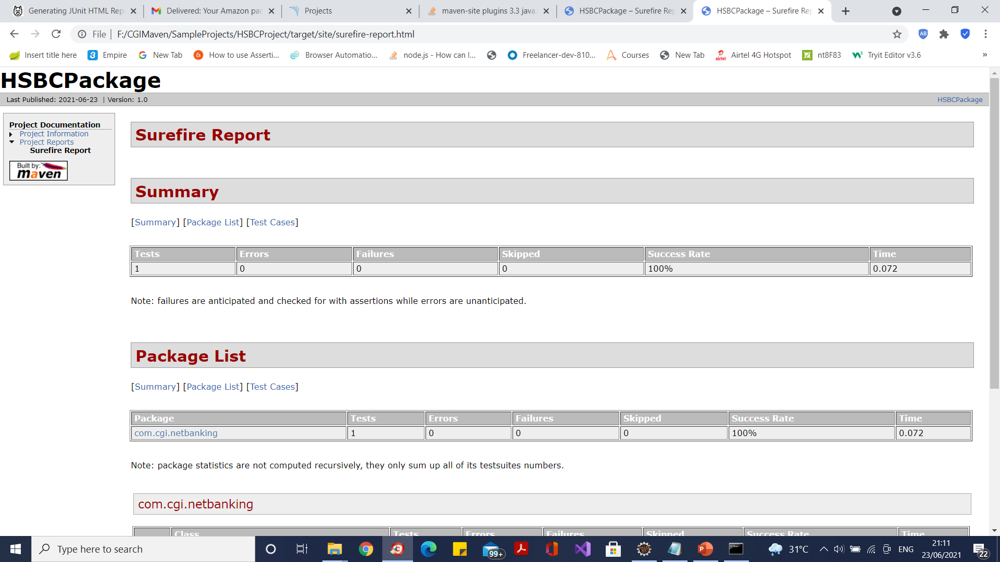 Generating JUnit HTML Rep
Delivered: Your Amazon pac
Projects
maven-site plugins 3.3 java.
HSBCPackage – Surefire Rep
HSBCPackage – Surefire Rep
File | F:/CGIMaven/SampleProjects/HSBCProject/target/site/surefire-report.html
Insert title here
Empire
New Tab
How to use Asserti...
Browser Automatio...
node.js - How can I...
Freelancer-dev-810...
Courses
New Tab
Airtel 4G Hotspot
nt8F83
Tryit Editor v3.6
»
HSBCPackage
Last Published: 2021-06-23 | Version: 1.0
HSBCPackage
Project Documentation
Project Information
Project Reports
Surefire Report
Built by:
maven
Surefire Report
Summary
[Summary] [Package List] [Test Cases]
Tests Errors Failures Skipped Success Rate Time
1 0 0 0 100% 0.072
Note: failures are anticipated and checked for with assertions while errors are unanticipated.
Package List
[Summary] [Package List] [Test Cases]
Package Tests Errors Failures Skipped Success Rate Time
com.cgi.netbanking 1 0 0 0 100% 0.072
Note: package statistics are not computed recursively, they only sum up all of its testsuites numbers.
com.cgi.netbanking
Class Tests Errors Failures Skipped Success Rate Time
Type here to search
99+
31°C
ENG
21:11
23/06/2021
22